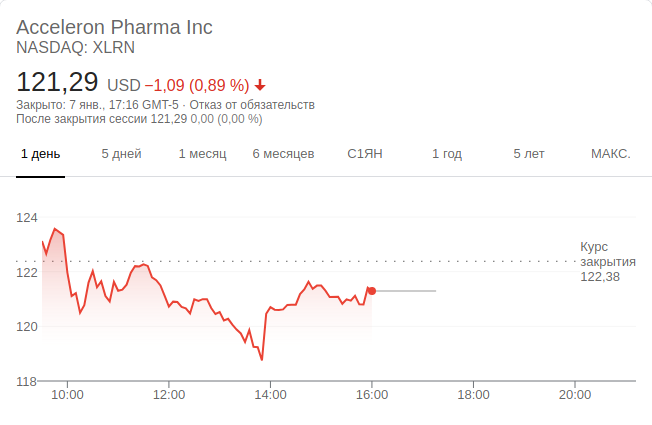 Acceleron Pharma Inc
NASDAQ: XLRN
121,29 USD −1,09 (0,89 %)
Закрыто: 7 янв., 17:16 GMT-5 · Отказ от обязательств
После закрытия сессии 121,29 0,00 (0,00 %)
1 день 5 дней 1 месяц 6 месяцев С1ЯН 1 год 5 лет МАКС.
124
122
120
118
Курс
закрытия
122,38
10:00 12:00 14:00 16:00 18:00 20:00